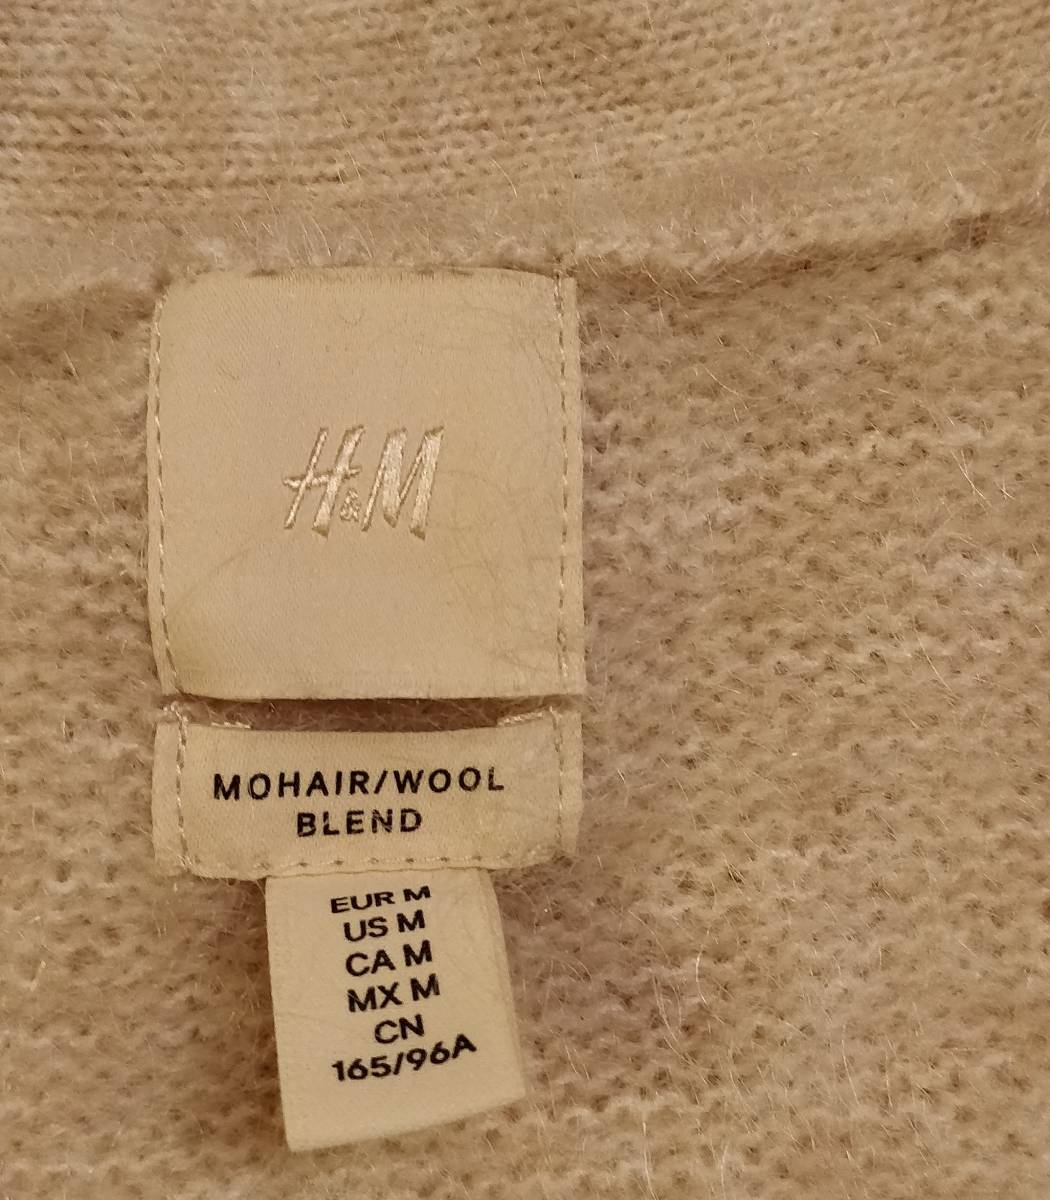 H&M
MOHAIR/WOOL
BLEND
EUR M
US M
CA M
MX M
CN
165/96A